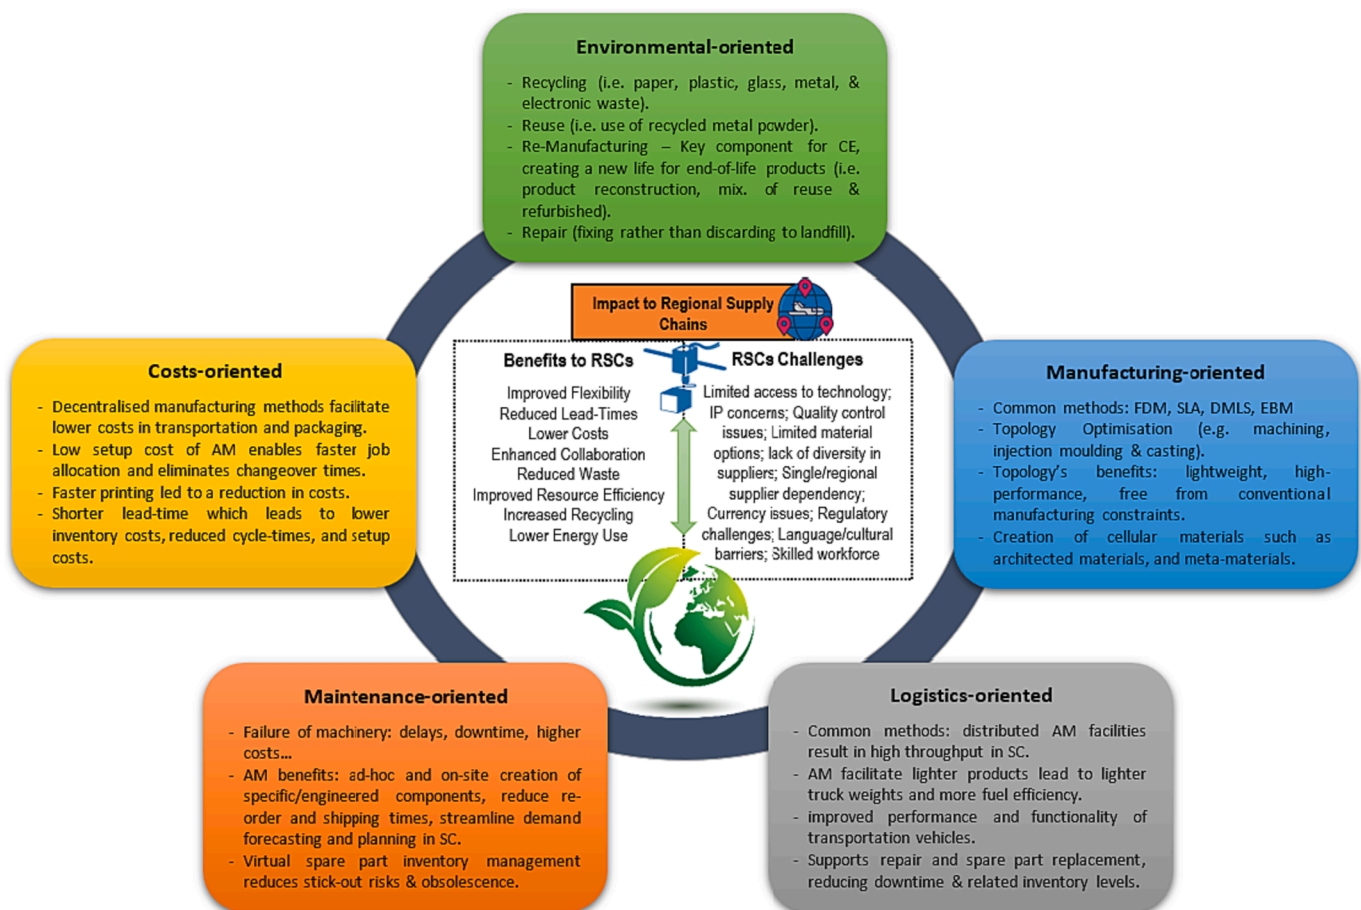 Environmental-oriented
- Recycling (i.e. paper, plastic, glass, metal, &
electronic waste).
- Reuse (i.e. use of recycled metal powder).
- Re-Manufacturing – Key component for CE,
creating a new life for end-of-life products (i.e.
product reconstruction, mix. of reuse &
refurbished).
- Repair (fixing rather than discarding to landfill).
Impact to Regional Supply
Chains
Benefits to RSCs
Improved Flexibility
Reduced Lead-Times
Lower Costs
Enhanced Collaboration
Reduced Waste
Improved Resource Efficiency
Increased Recycling
Lower Energy Use
RSCs Challenges
Limited access to technology;
IP concerns; Quality control
issues; Limited material
options; lack of diversity in
suppliers; Single/regional
supplier dependency;
Currency issues; Regulatory
challenges; Language/cultural
barriers; Skilled workforce
Costs-oriented
- Decentralised manufacturing methods facilitate
lower costs in transportation and packaging.
- Low setup cost of AM enables faster job
allocation and eliminates changeover times.
- Faster printing led to a reduction in costs.
- Shorter lead-time which leads to lower
inventory costs, reduced cycle-times, and setup
costs.
Manufacturing-oriented
- Common methods: FDM, SLA, DMLS, EBM
- Topology Optimisation (e.g. machining,
injection moulding & casting).
- Topology's benefits: lightweight, high-
performance, free from conventional
manufacturing constraints.
- Creation of cellular materials such as
architected materials, and meta-materials.
Maintenance-oriented
- Failure of machinery: delays, downtime, higher
costs...
- AM benefits: ad-hoc and on-site creation of
specific/engineered components, reduce re-
order and shipping times, streamline demand
forecasting and planning in SC.
- Virtual spare part inventory management
reduces stick-out risks & obsolescence.
Logistics-oriented
- Common methods: distributed AM facilities
result in high throughput in SC.
- AM facilitate lighter products lead to lighter
truck weights and more fuel efficiency.
- improved performance and functionality of
transportation vehicles.
- Supports repair and spare part replacement,
reducing downtime & related inventory levels.